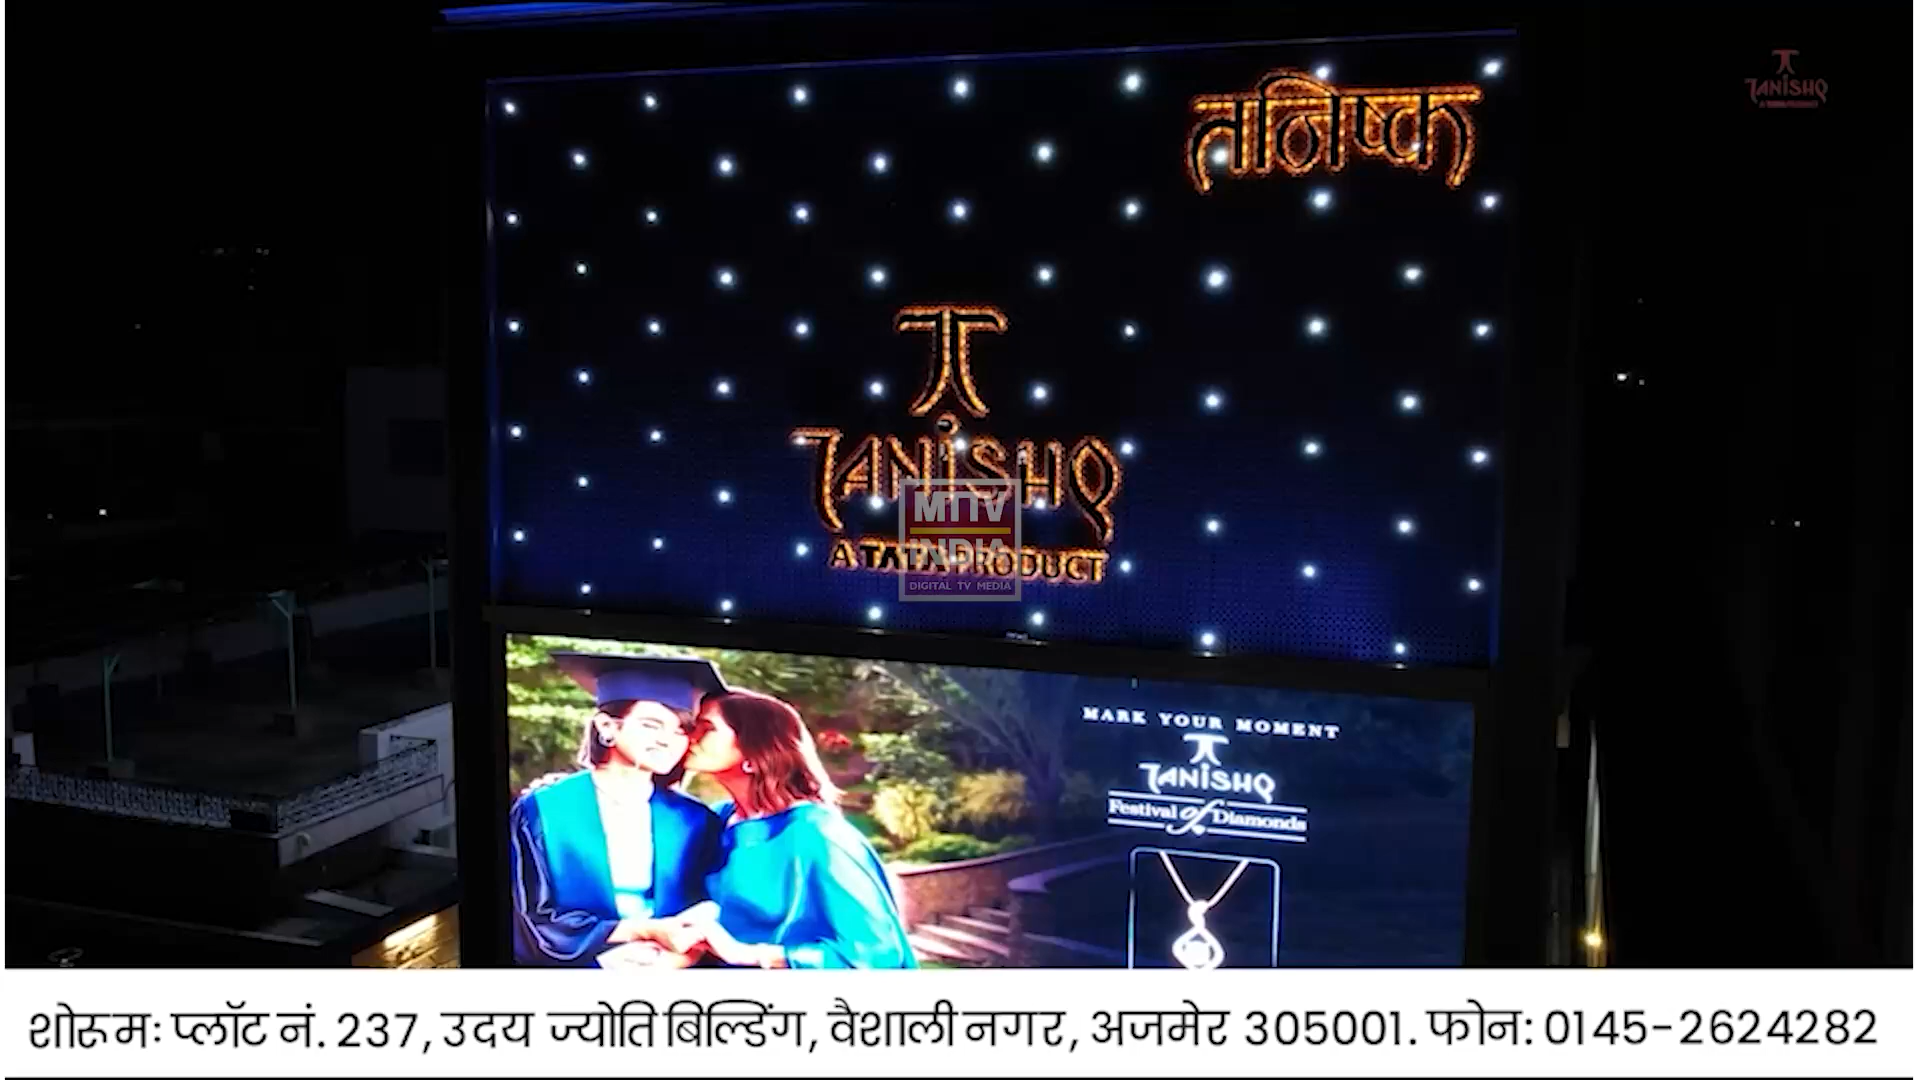 तनिष्क
TANISHQ
TANISHQ
A TATA PRODUCT
MTTV
INDIA
DIGITAL TV MEDIA
MARK YOUR MOMENT
TANISHQ
Festival of Diamonds
शोरूमः प्लॉट नं. 237, उदय ज्योति बिल्डिंग, वैशाली नगर, अजमेर 305001. फोन: 0145-2624282